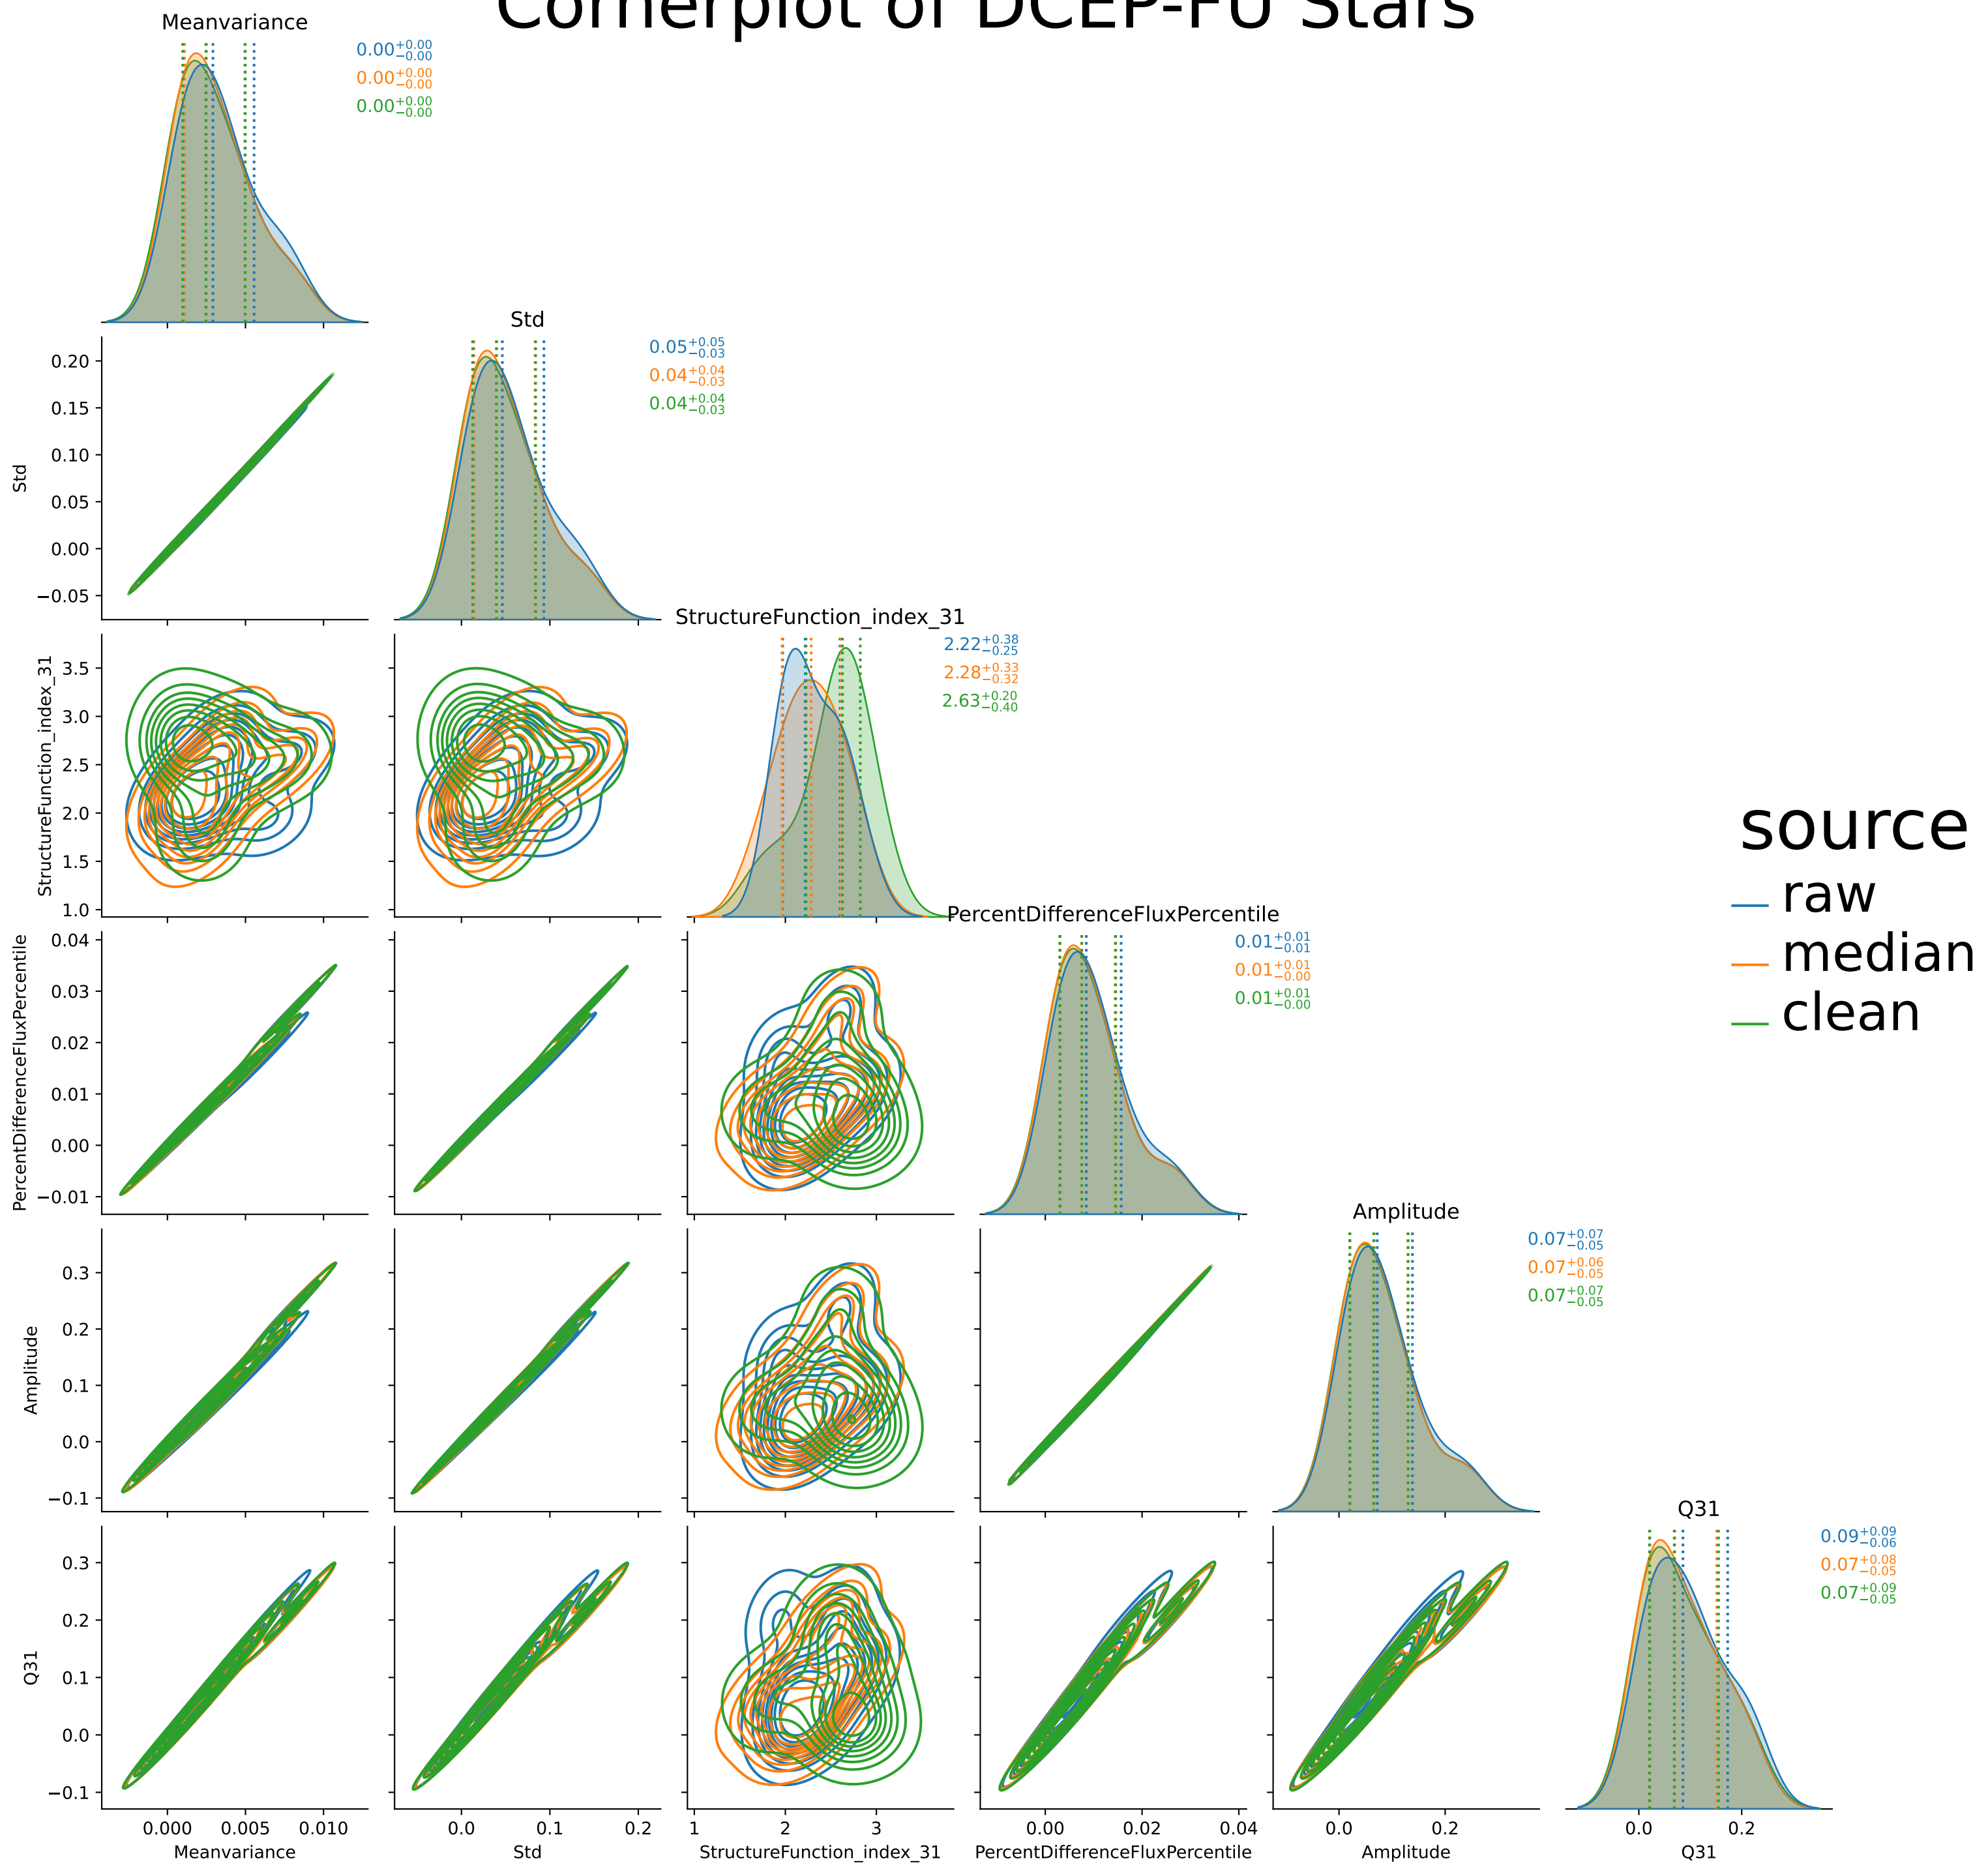 Cornerplot of DCEP-FU Stars
Meanvariance
0.00+0.00−0.00
0.00+0.00−0.00
0.00+0.00−0.00
Std
0.05+0.05−0.03
0.04+0.04−0.03
0.04+0.04−0.03
Std
0.20
0.15
0.10
0.05
0.00
−0.05
StructureFunction_index_31
2.22+0.38−0.25
2.28+0.33−0.32
2.63+0.20−0.40
StructureFunction_index_31
3.5
3.0
2.5
2.0
1.5
1.0
source
raw
median
clean
PercentDifferenceFluxPercentile
0.01+0.01−0.01
0.01+0.01−0.00
0.01+0.01−0.00
PercentDifferenceFluxPercentile
0.04
0.03
0.02
0.01
0.00
−0.01
Amplitude
0.07+0.07−0.05
0.07+0.06−0.05
0.07+0.07−0.05
Amplitude
0.3
0.2
0.1
0.0
−0.1
Q31
0.09+0.09−0.06
0.07+0.08−0.05
0.07+0.09−0.05
Q31
0.3
0.2
0.1
0.0
−0.1
0.000 0.005 0.010
Meanvariance
0.0 0.1 0.2
Std
1 2 3
StructureFunction_index_31
0.00 0.02 0.04
PercentDifferenceFluxPercentile
0.0 0.2
Amplitude
0.0 0.2
Q31